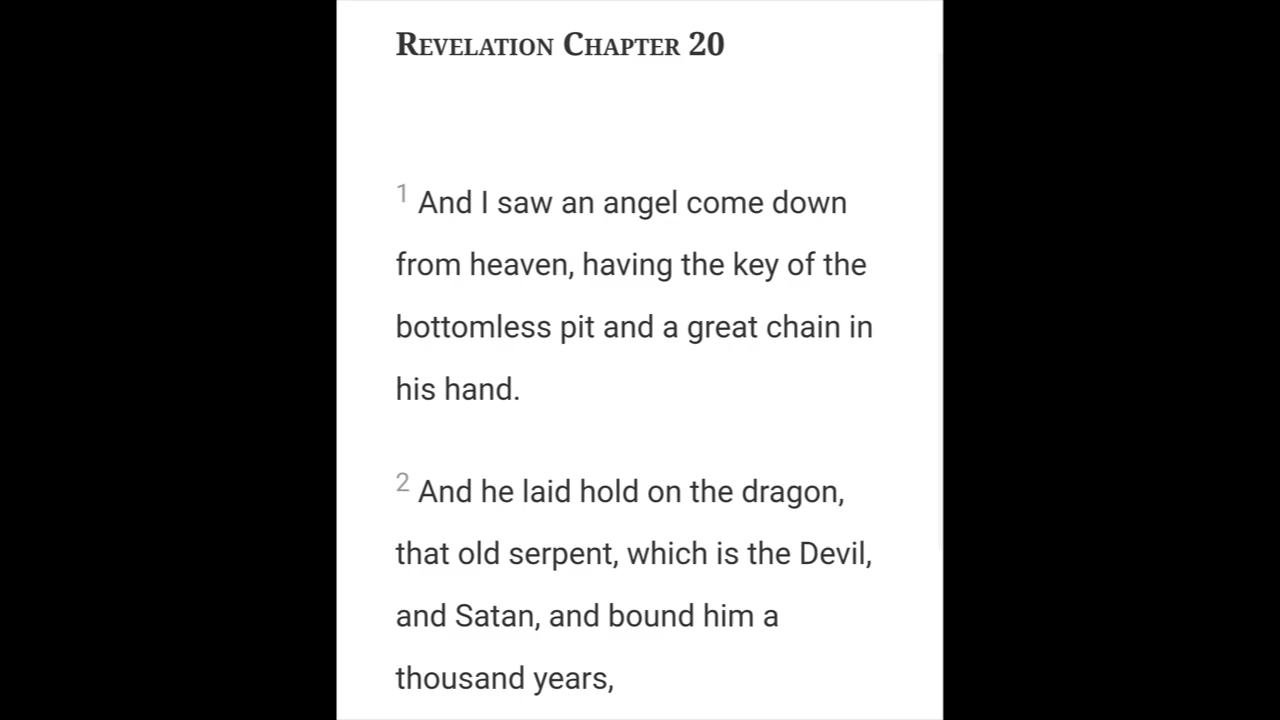 Revelation Chapter 20
1 And I saw an angel come down
from heaven, having the key of the
bottomless pit and a great chain in
his hand.
2 And he laid hold on the dragon,
that old serpent, which is the Devil,
and Satan, and bound him a
thousand years,